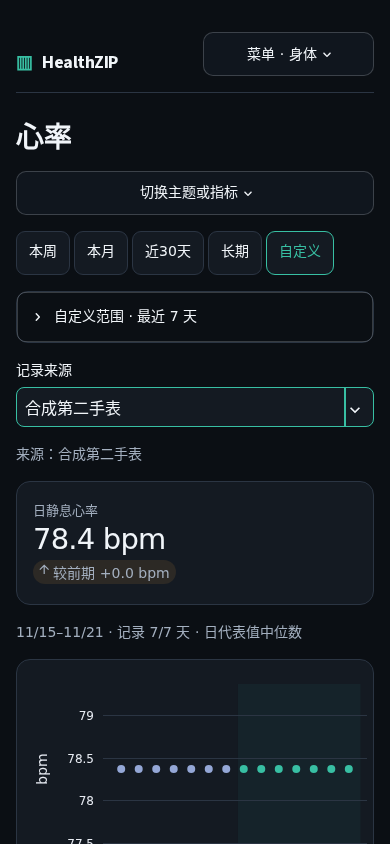 HealthZIP
菜单 · 身体
心率
切换主题或指标
本周
本月
近30天
长期
自定义
自定义范围 · 最近 7 天
记录来源
合成第二手表
来源：合成第二手表
日静息心率
78.4 bpm
↑ 较前期 +0.0 bpm
11/15–11/21 · 记录 7/7 天 · 日代表值中位数
79
78.5
bpm
78
77.5